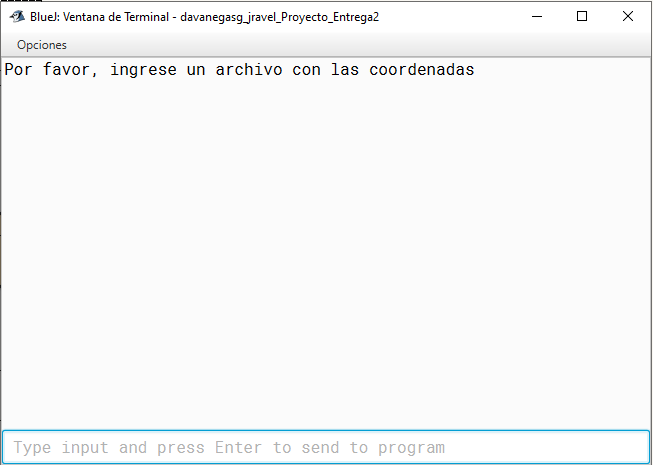 BlueJ: Ventana de Terminal - davanegasg_jravel_Proyecto_Entrega2
Opciones
Por favor, ingrese un archivo con las coordenadas
Type input and press Enter to send to program